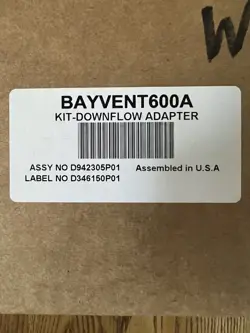 W
BAYVENT600A
KIT-DOWNFLOW ADAPTER
ASSY NO D942305P01 Assembled in U.S.A
LABEL NO D346150P01